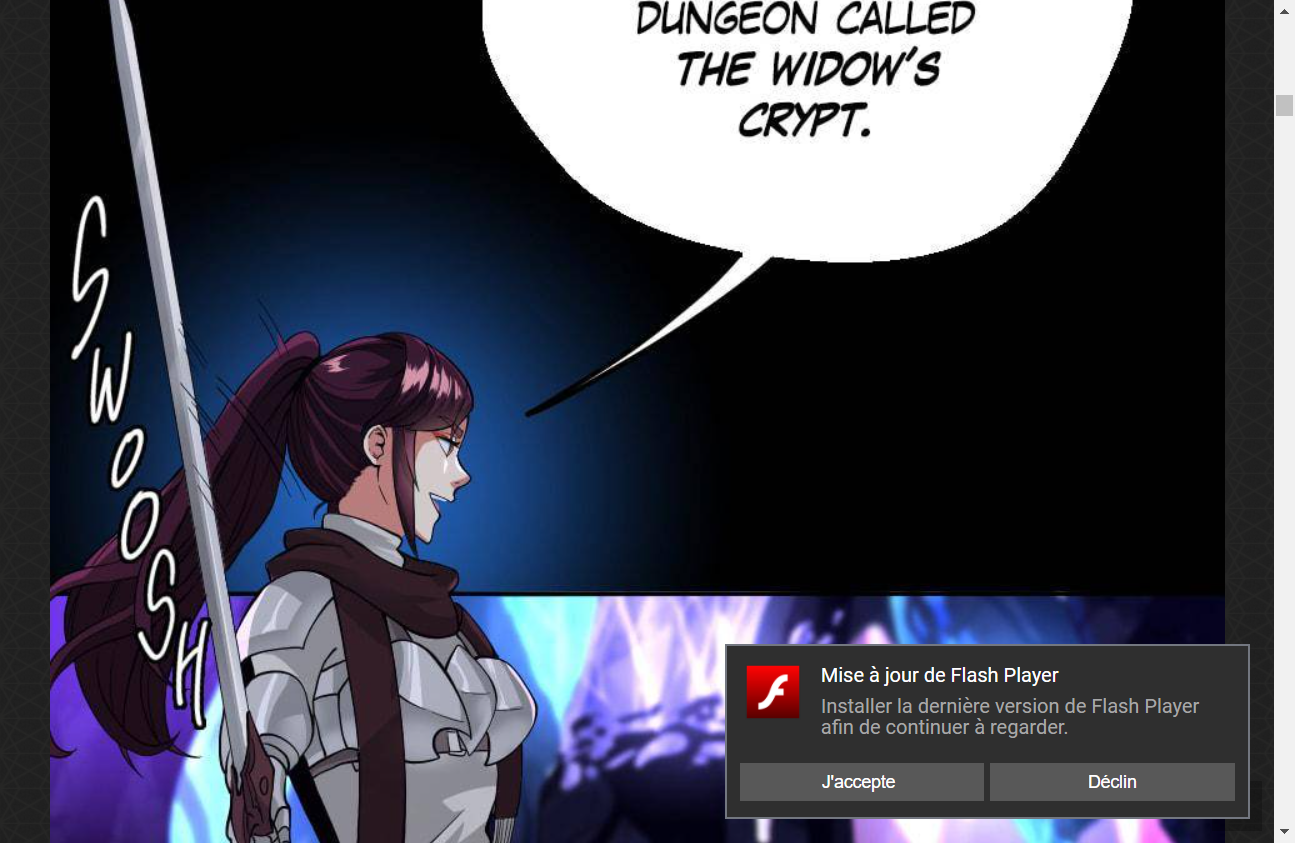 DUNGEON CALLED
THE WIDOW'S
CRYPT.
SWOOSH
Mise à jour de Flash Player
Installer la dernière version de Flash Player
afin de continuer à regarder.
J'accepte
Déclin